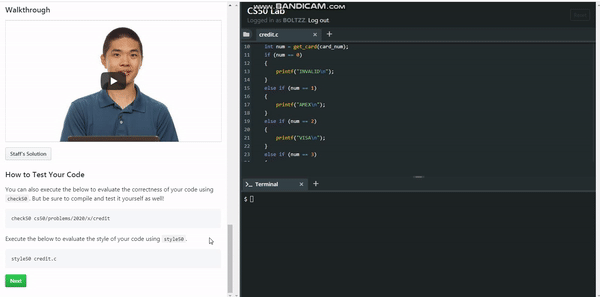 Walkthrough
Staff's Solution
How to Test Your Code
You can also execute the below to evaluate the correctness of your code using
check50 . But be sure to compile and test it yourself as well!
check50 cs50/problems/2020/x/credit
Execute the below to evaluate the style of your code using style50 .
style50 credit.c
Next
www.BANDICAM.com
CS50 Lab
Logged in as BOLTZZ. Log out
credit.c
10 int num = get_card(card_num);
11 if (num == 0)
12 {
13 printf("INVALID\n");
14 }
15 else if (num == 1)
16 {
17 printf("AMEX\n");
18 }
19 else if (num == 2)
20 {
21 printf("VISA\n");
22 }
23 else if (num == 3)
Terminal
$